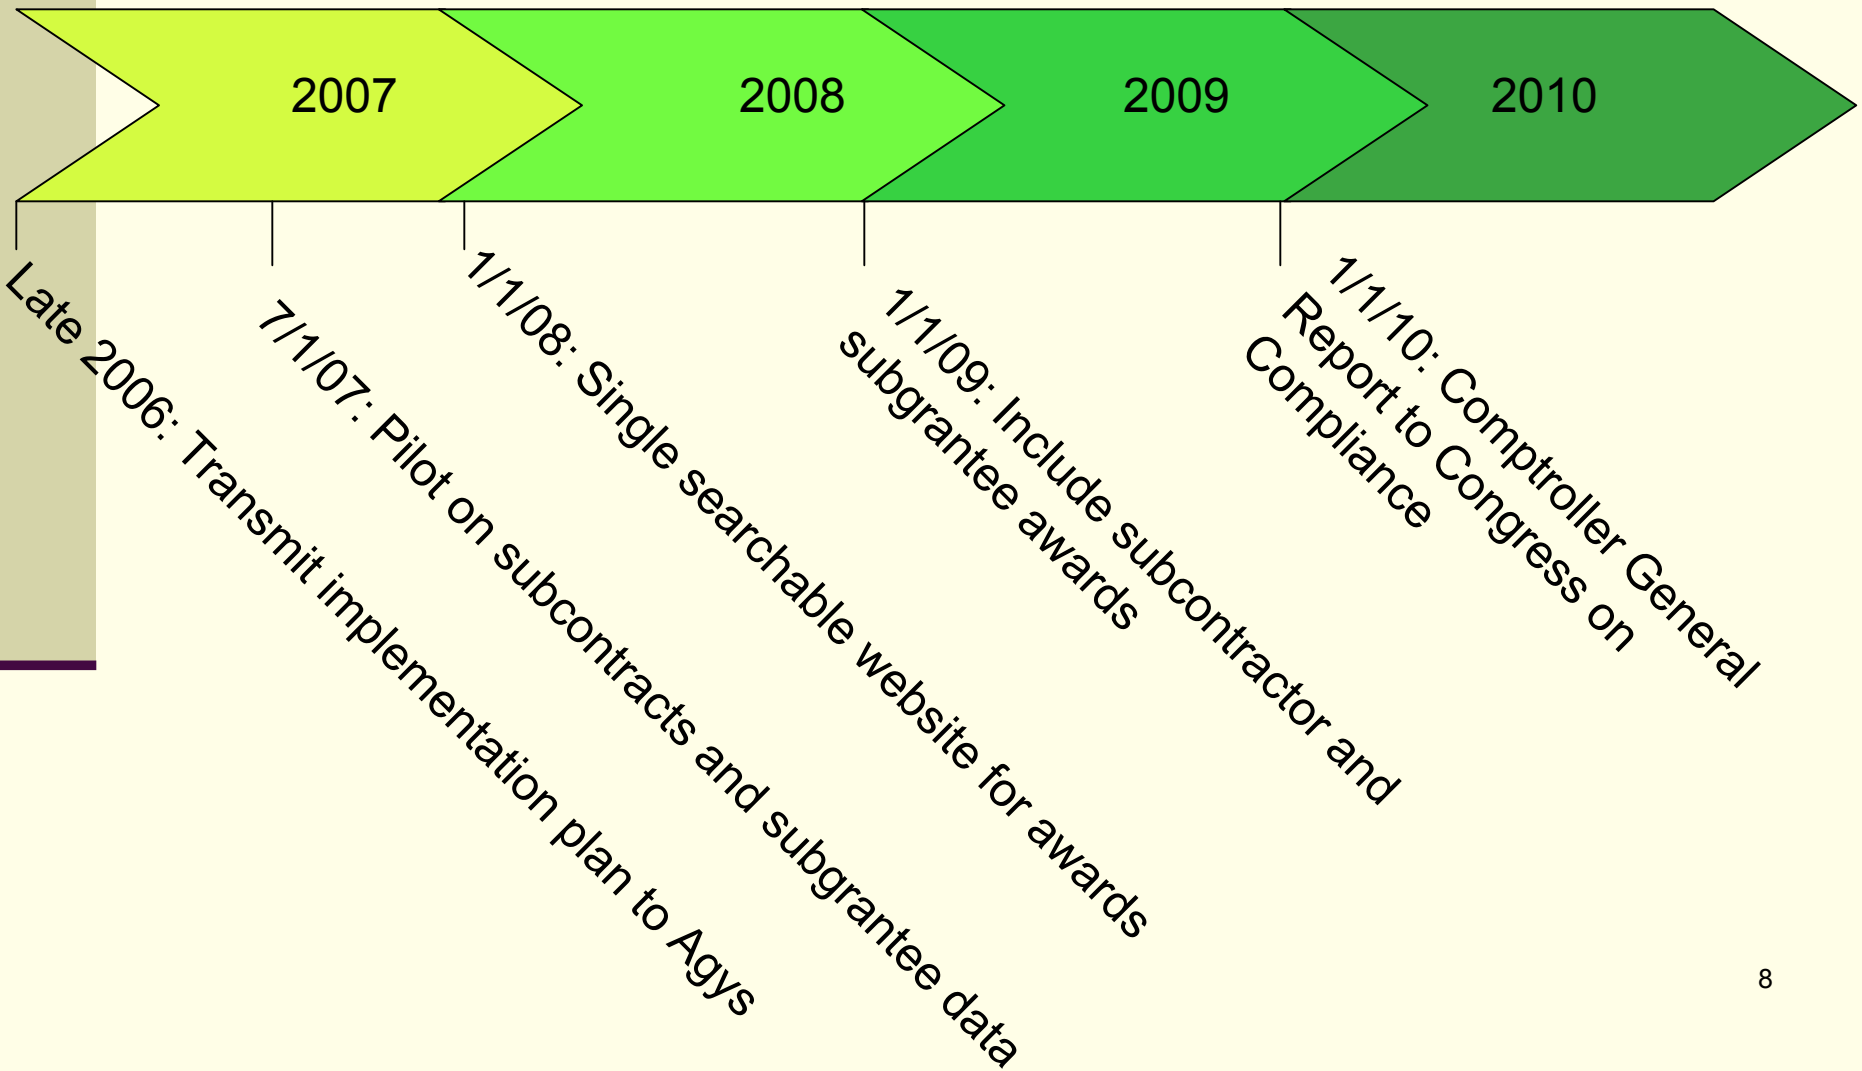 2007
2008
2009
2010
Late 2006: Transmit implementation plan to Agys
7/1/07: Pilot on subcontracts and subgrantee data
1/1/08: Single searchable website for awards
1/1/09: Include subcontractor and
subgrantee awards
1/1/10: Comptroller General
Report to Congress on
Compliance
8